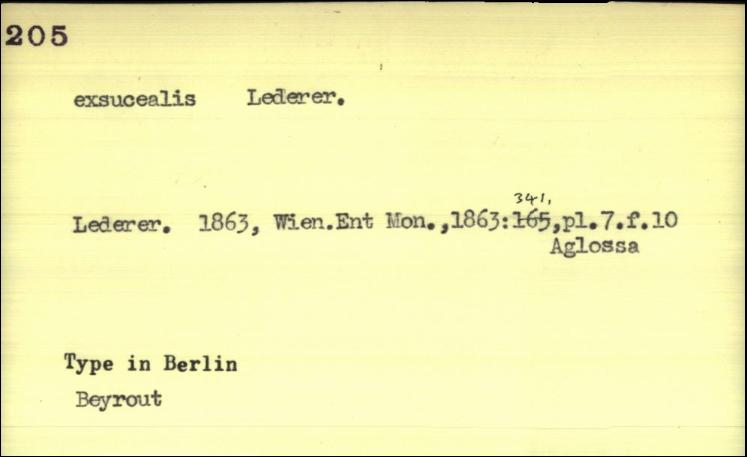 205
exsucealis Lederer.
341,
Lederer. 1863, Wien.Ent Mon.,1863:165,pl.7.f.10
Aglossa
Type in Berlin
Beyrout